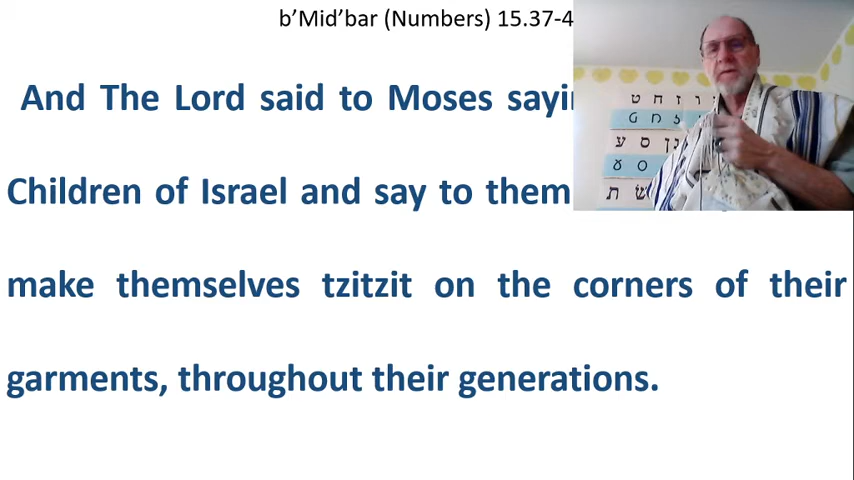 b’Mid’bar (Numbers) 15.37-4
And The Lord said to Moses
Children of Israel and say to them
make themselves tzitzit on the corners of their
garments, throughout their generations.
ט ח ז ו
ע ס